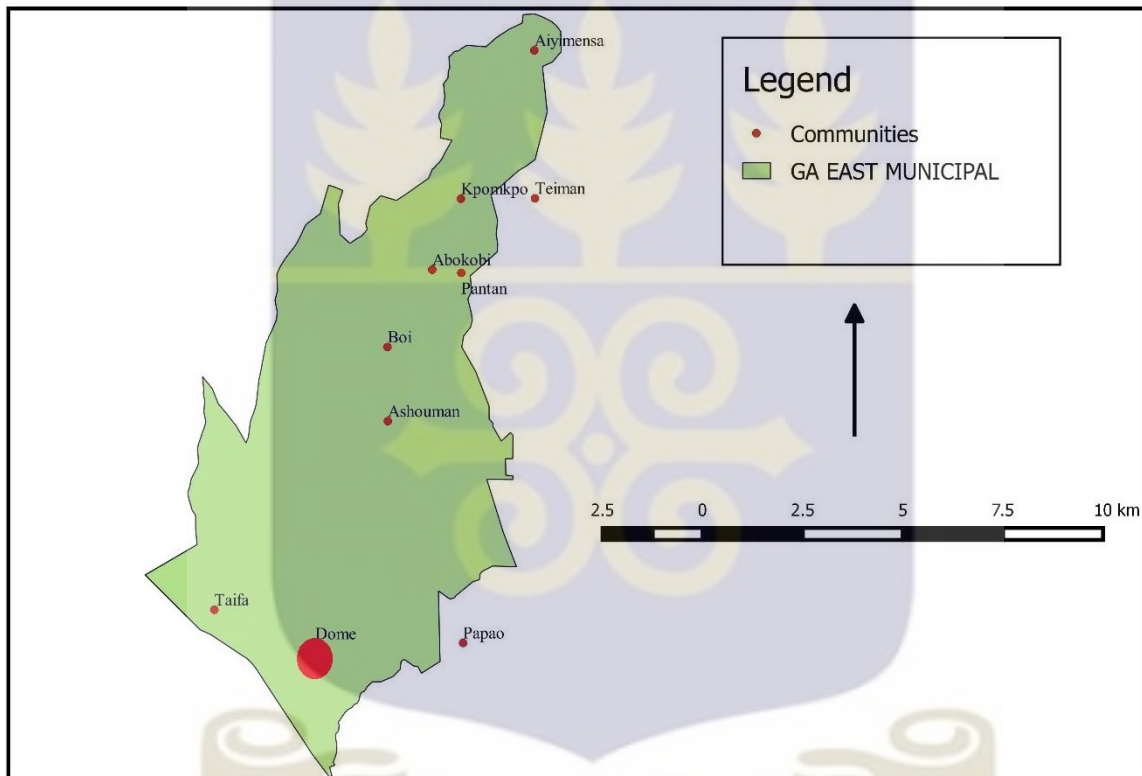 Aiyimensa
Legend
Communities
GA EAST MUNICIPAL
Kpomkpo
Teiman
Abokobi
Pantan
Boi
Ashouman
2.5 0 2.5 5 7.5 10 km
Taifa
Dome
Papao